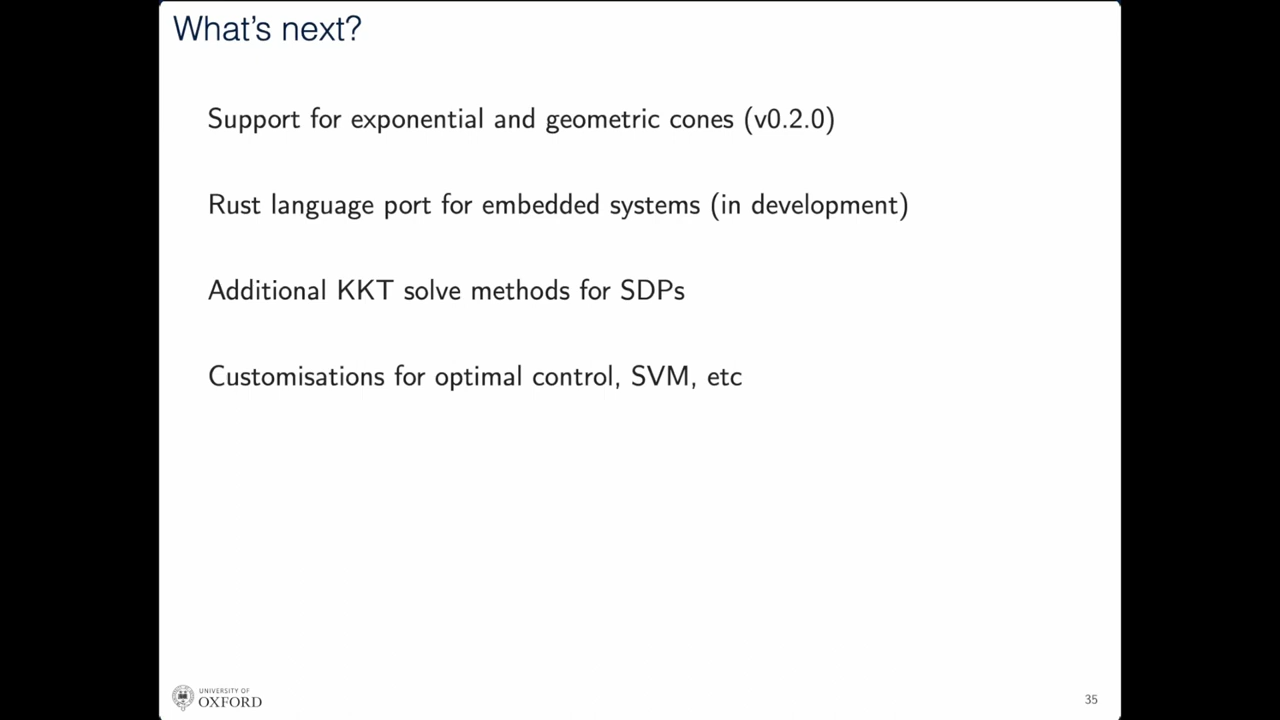 What's next?
Support for exponential and geometric cones (v0.2.0)
Rust language port for embedded systems (in development)
Additional KKT solve methods for SDPs
Customisations for optimal control, SVM, etc
UNIVERSITY OF
OXFORD
35